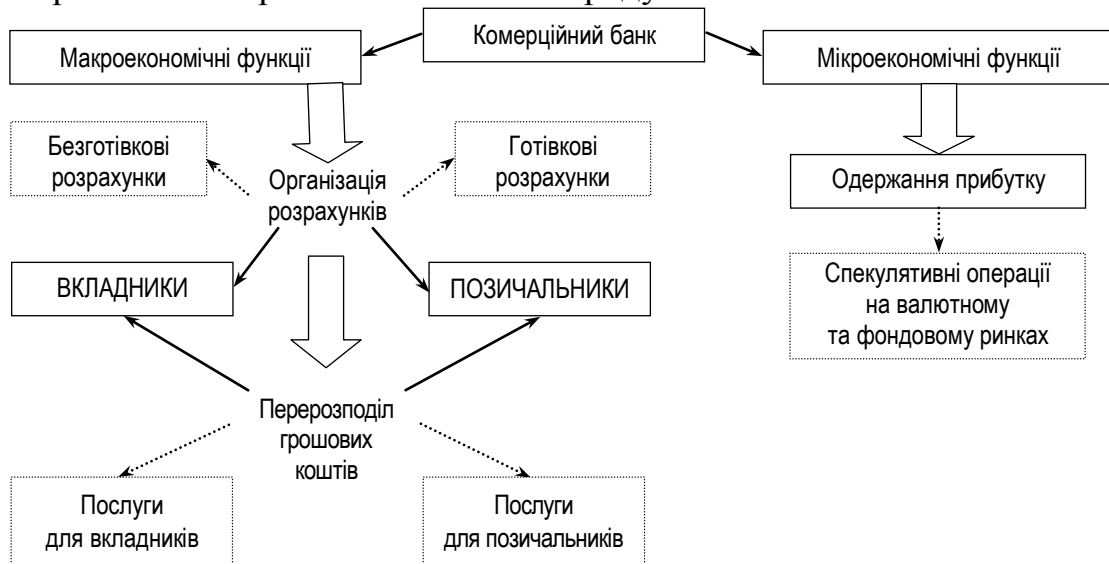 Комерційний банк
Макроекономічні функції
Мікроекономічні функції
Безготівкові
розрахунки
Готівкові
розрахунки
Організація
розрахунків
Одержання прибутку
ВКЛАДНИКИ
ПОЗИЧАЛЬНИКИ
Спекулятивні операції
на валютному
та фондовому ринках
Перерозподіл
грошових
коштів
Послуги
для вкладників
Послуги
для позичальників